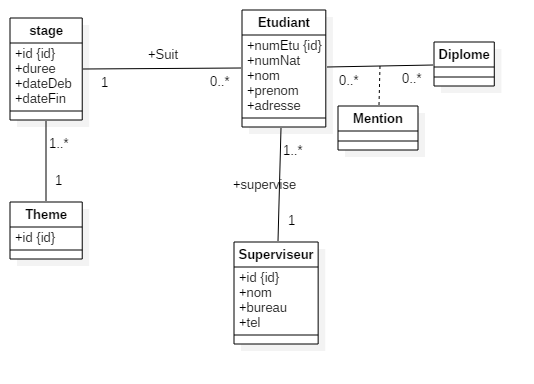 stage
+id {id}
+duree
+dateDeb
+dateFin
+Suit
1
0..*
Etudiant
+numEtu {id}
+numNat
+nom
+prenom
+adresse
0..*
0..*
Diplome
Mention
1..*
1
Theme
+id {id}
1..*
+supervise
1
Superviseur
+id {id}
+nom
+bureau
+tel